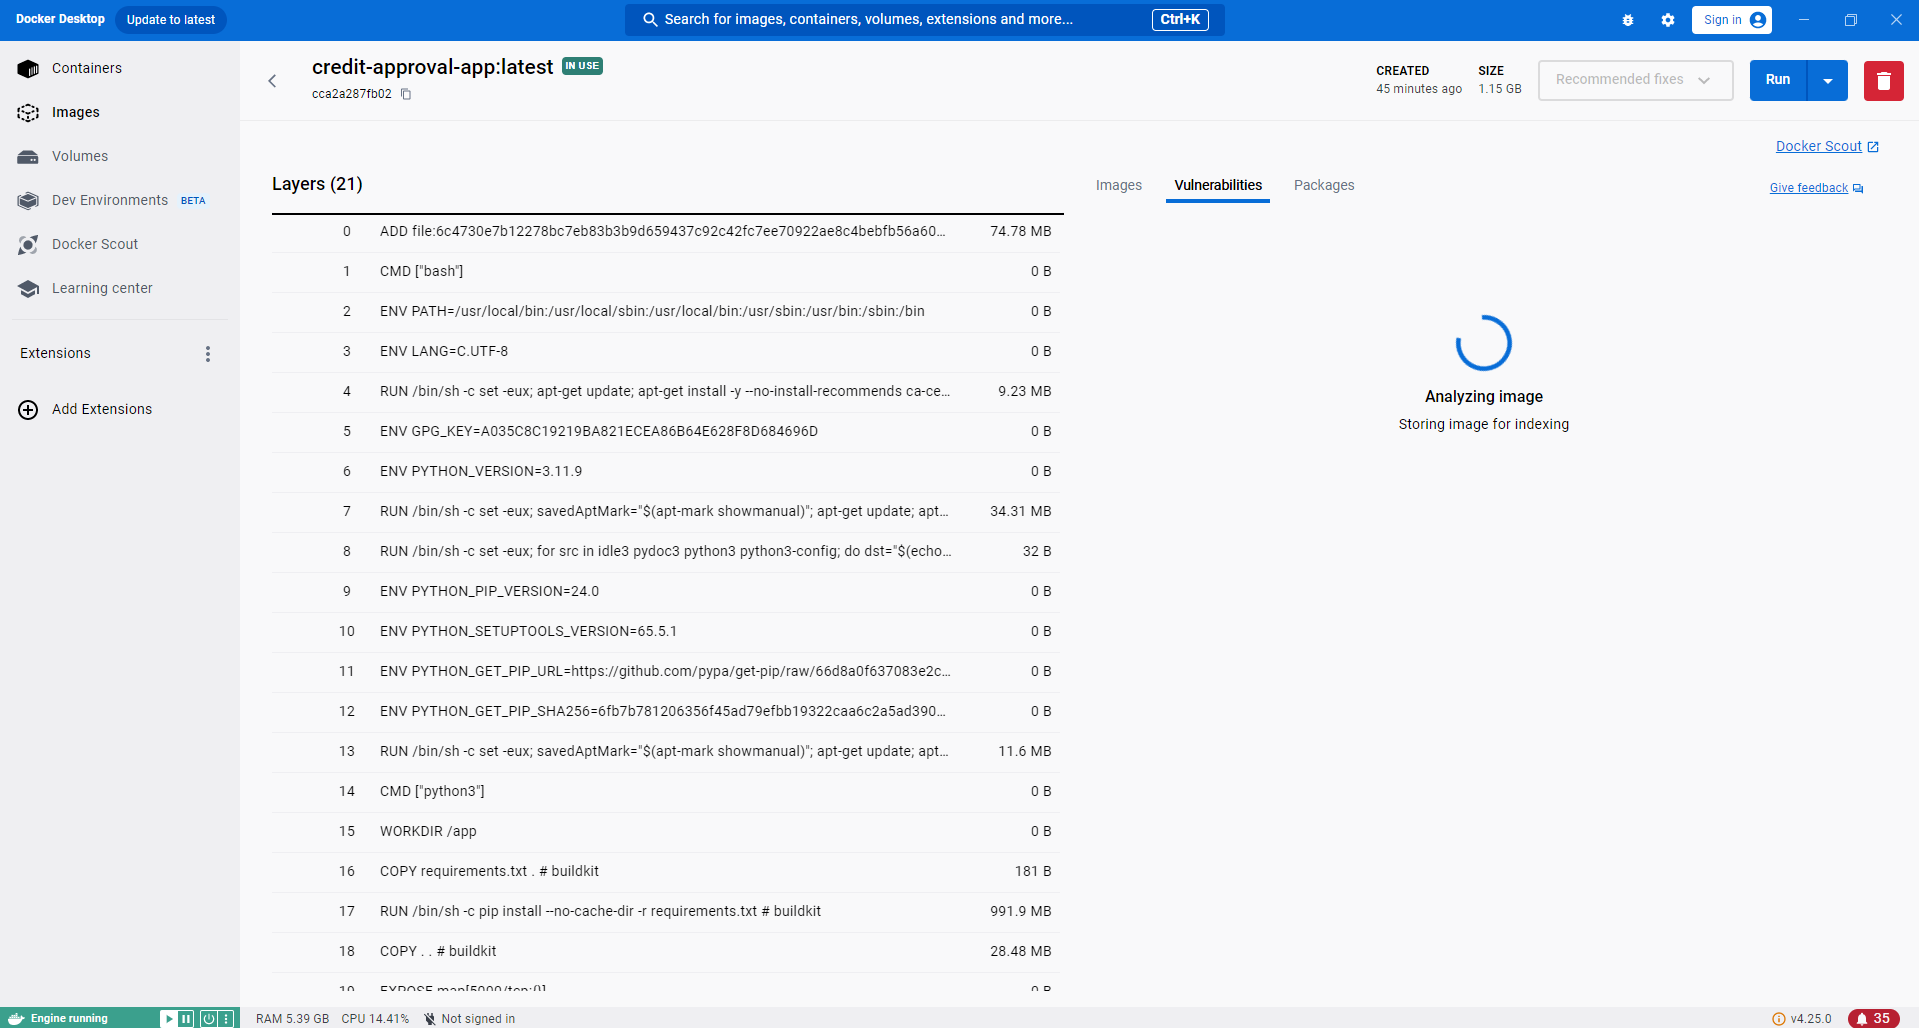 Docker Desktop Update to latest
Search for images, containers, volumes, extensions and more... Ctrl+K
Sign in
Containers
Images
Volumes
Dev Environments BETA
Docker Scout
Learning center
Extensions
Add Extensions
credit-approval-app:latest IN USE
cca2a287fb02
CREATED
45 minutes ago
SIZE
1.15 GB
Recommended fixes
Run
Docker Scout
Give feedback
Layers (21)
0 ADD file:6c4730e7b12278bc7eb83b3b9d659437c92c42fc7ee70922ae8c4bebfb56a60... 74.78 MB
1 CMD ["bash"] 0 B
2 ENV PATH=/usr/local/bin:/usr/local/sbin:/usr/local/bin:/usr/sbin:/usr/bin:/sbin:/bin 0 B
3 ENV LANG=C.UTF-8 0 B
4 RUN /bin/sh -c set -eux; apt-get update; apt-get install -y --no-install-recommends ca-ce... 9.23 MB
5 ENV GPG_KEY=A035C8C19219BA821ECEA86B64E628F8D684696D 0 B
6 ENV PYTHON_VERSION=3.11.9 0 B
7 RUN /bin/sh -c set -eux; savedAptMark="$(apt-mark showmanual)"; apt-get update; apt... 34.31 MB
8 RUN /bin/sh -c set -eux; for src in idle3 pydoc3 python3 python3-config; do dst="$(echo... 32 B
9 ENV PYTHON_PIP_VERSION=24.0 0 B
10 ENV PYTHON_SETUPTOOLS_VERSION=65.5.1 0 B
11 ENV PYTHON_GET_PIP_URL=https://github.com/pypa/get-pip/raw/66d8a0f637083e2c... 0 B
12 ENV PYTHON_GET_PIP_SHA256=6fb7b781206356f45ad79efbb19322caa6c2a5ad390... 0 B
13 RUN /bin/sh -c set -eux; savedAptMark="$(apt-mark showmanual)"; apt-get update; apt... 11.6 MB
14 CMD ["python3"] 0 B
15 WORKDIR /app 0 B
16 COPY requirements.txt . # buildkit 181 B
17 RUN /bin/sh -c pip install --no-cache-dir -r requirements.txt # buildkit 991.9 MB
18 COPY . . # buildkit 28.48 MB
19 EXPOSE map[5000/tcp:{}] 0 B
Images Vulnerabilities Packages
Analyzing image
Storing image for indexing
Engine running
RAM 5.39 GB CPU 14.41% Not signed in
v4.25.0 35